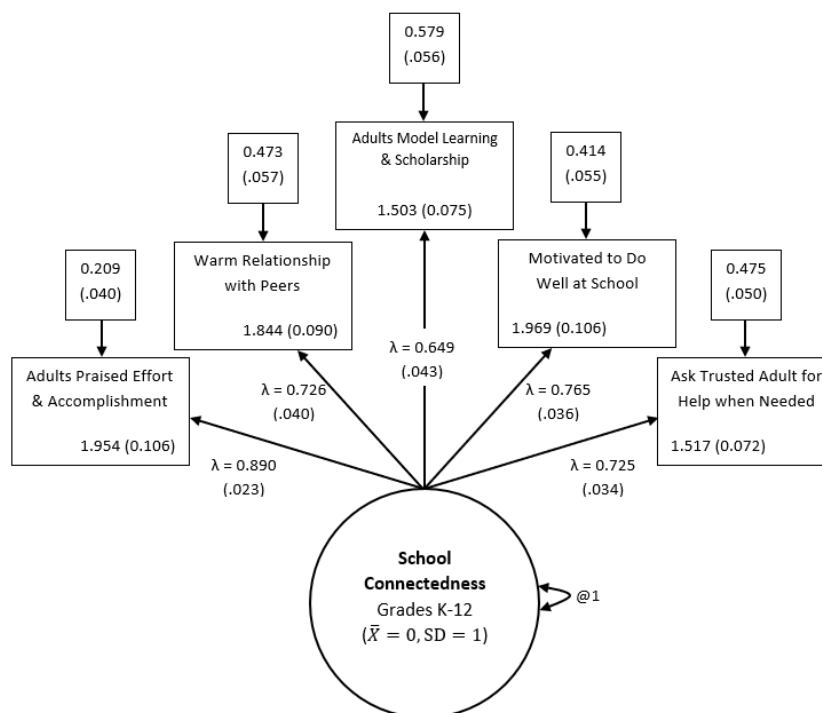 0.579
(.056)
Adults Model Learning
& Scholarship
1.503 (0.075)
0.473
(.057)
0.414
(.055)
Warm Relationship
with Peers
1.844 (0.090)
Motivated to Do
Well at School
1.969 (0.106)
0.209
(.040)
0.475
(.050)
Adults Praised Effort
& Accomplishment
1.954 (0.106)
Ask Trusted Adult for
Help when Needed
1.517 (0.072)
λ = 0.890
(.023)
λ = 0.726
(.040)
λ = 0.649
(.043)
λ = 0.765
(.036)
λ = 0.725
(.034)
School
Connectedness
Grades K-12
(X̄ = 0, SD = 1)
@1